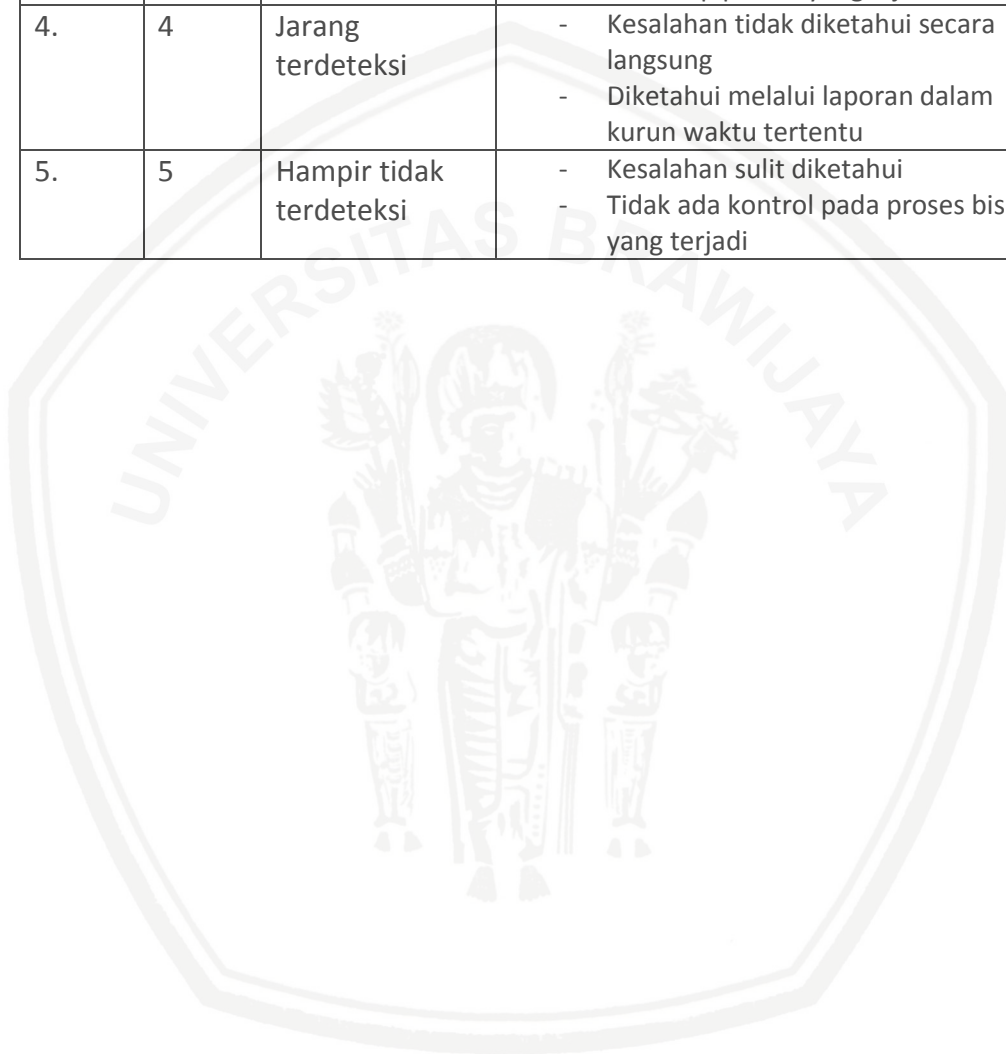 4. 4 Jarang - Kesalahan tidak diketahui secara
terdeteksi langsung
- Diketahui melalui laporan dalam
kurun waktu tertentu
5. 5 Hampir tidak - Kesalahan sulit diketahui
terdeteksi - Tidak ada kontrol pada proses bis
yang terjadi
UNIVERSITAS BRAWIJAYA